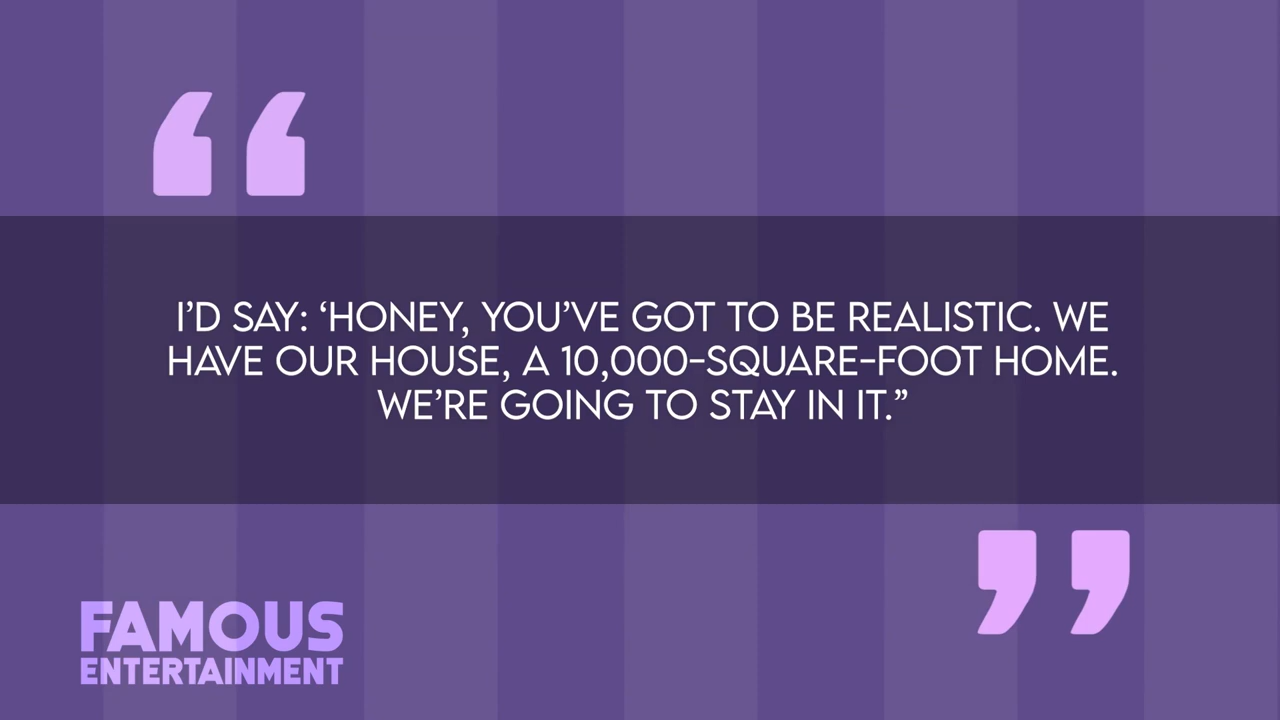 “
I’D SAY: ‘HONEY, YOU’VE GOT TO BE REALISTIC. WE
HAVE OUR HOUSE, A 10,000-SQUARE-FOOT HOME.
WE’RE GOING TO STAY IN IT.”
”
FAMOUS
ENTERTAINMENT